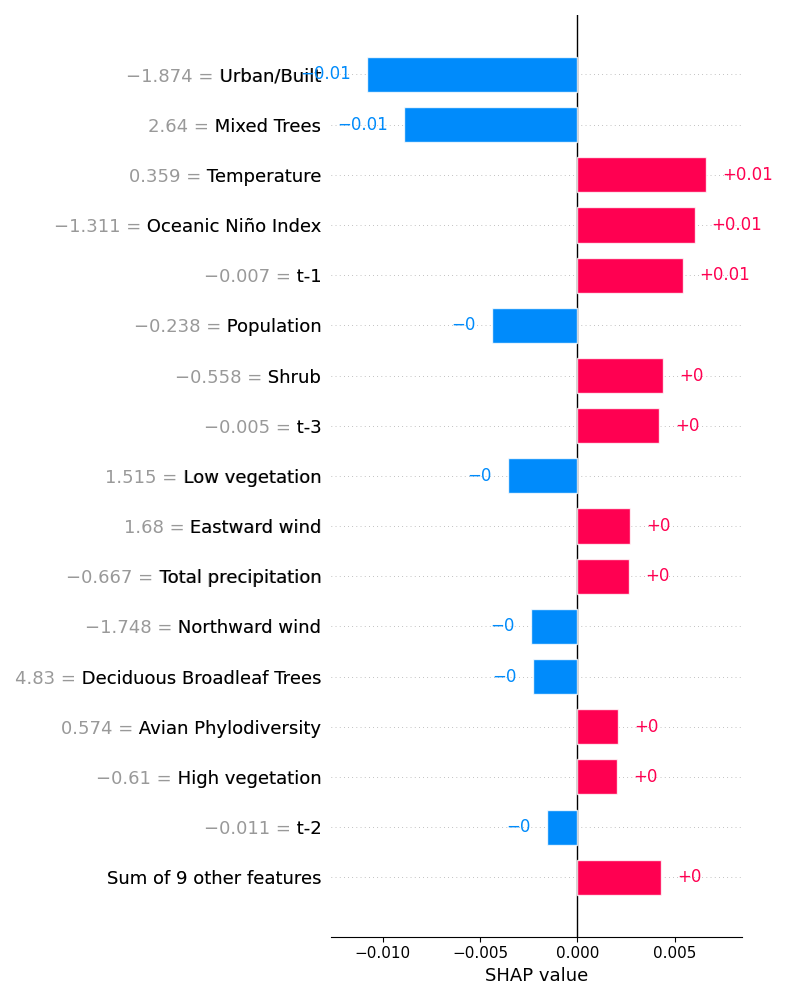 −1.874 = Urban/Built −0.01
2.64 = Mixed Trees −0.01
0.359 = Temperature +0.01
−1.311 = Oceanic Niño Index +0.01
−0.007 = t-1 +0.01
−0.238 = Population −0
−0.558 = Shrub +0
−0.005 = t-3 +0
1.515 = Low vegetation −0
1.68 = Eastward wind +0
−0.667 = Total precipitation +0
−1.748 = Northward wind −0
4.83 = Deciduous Broadleaf Trees −0
0.574 = Avian Phylodiversity +0
−0.61 = High vegetation +0
−0.011 = t-2 −0
Sum of 9 other features +0
−0.010 −0.005 0.000 0.005
SHAP value